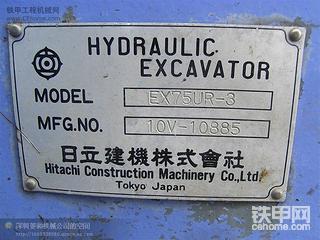 铁甲工程机械网
HYDRAULIC
EXCAVATOR
MODEL EX75UR-3
MFG.NO. 10V-10885
日立建機株式會社
Hitachi Construction Machinery Co.,Ltd.
Tokyo Japan
铁甲网